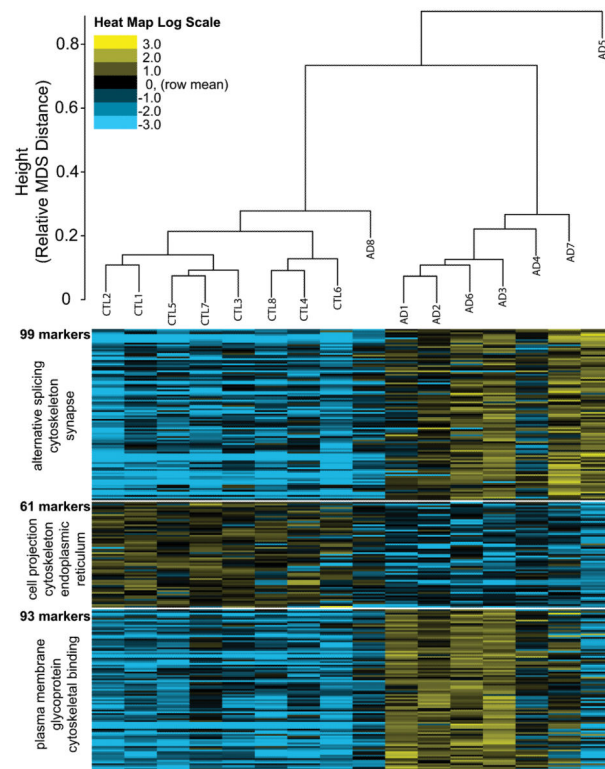 Heat Map Log Scale
3.0
2.0
1.0
0, (row mean)
-1.0
-2.0
-3.0
Height
(Relative MDS Distance)
0.8
0.6
0.4
0.2
0
CTL2
CTL1
CTL5
CTL7
CTL3
CTL8
CTL4
CTL6
AD8
AD1
AD2
AD6
AD3
AD4
AD7
AD5
99 markers
alternative splicing
cytoskeleton
synapse
61 markers
cell projection
cytoskeleton
endoplasmic
reticulum
93 markers
plasma membrane
glycoprotein
cytoskeletal binding